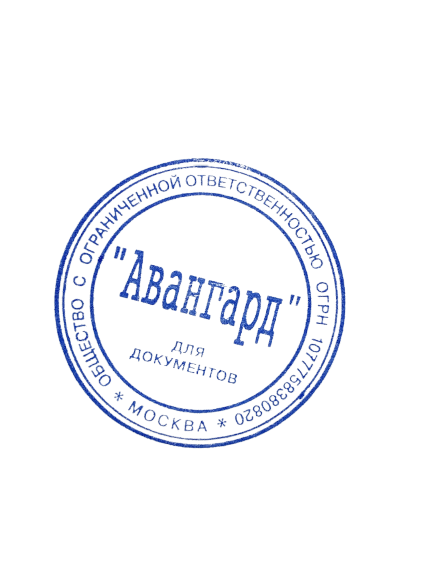 ОБЩЕСТВО С ОГРАНИЧЕННОЙ ОТВЕТСТВЕННОСТЬЮ ОГРН 1077758380820
* МОСКВА *
"Авангард"
ДЛЯ
ДОКУМЕНТОВ